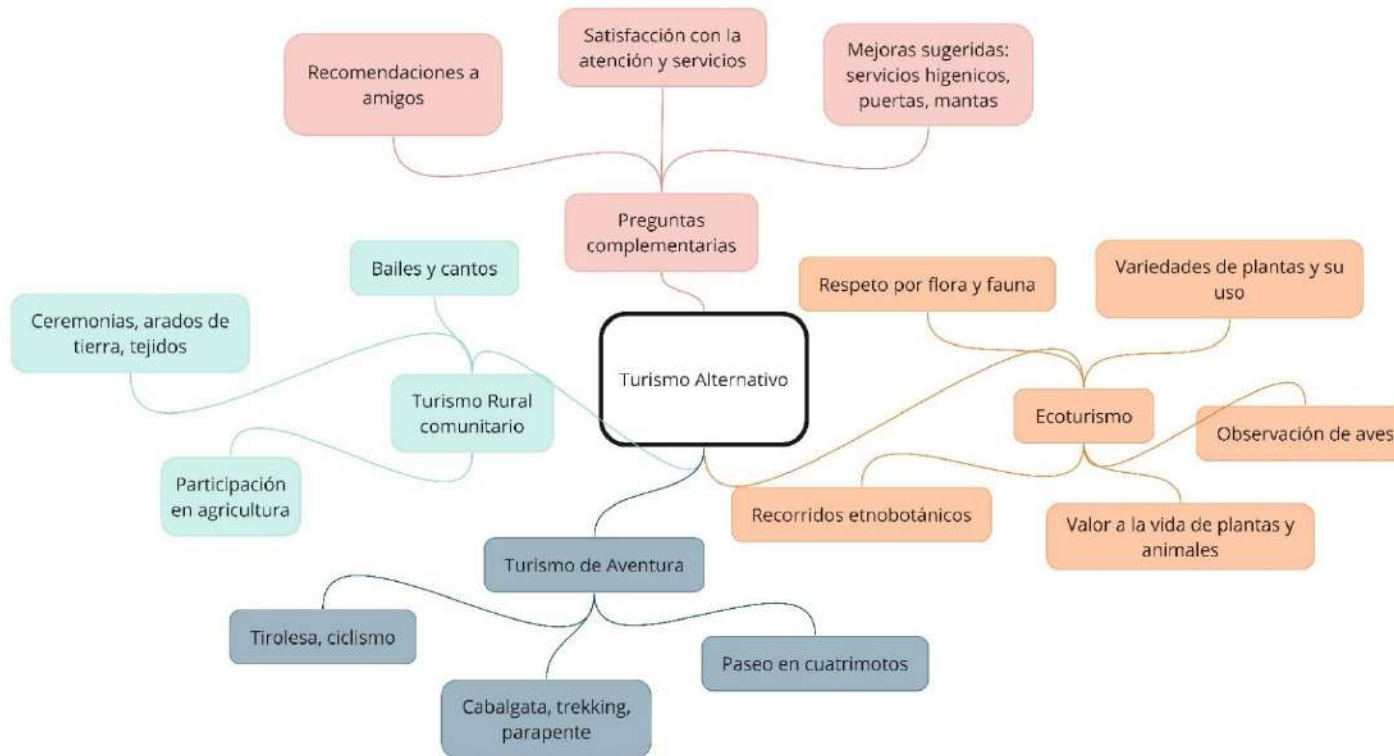 Satisfacción con la
atención y servicios
Mejoras sugeridas:
servicios higenicos,
puertas, mantas
Recomendaciones a
amigos
Preguntas
complementarias
Bailes y cantos
Ceremonias, arados de
tierra, tejidos
Turismo Rural
comunitario
Participación
en agricultura
Turismo Alternativo
Respeto por flora y fauna
Variedades de plantas y su
uso
Ecoturismo
Observación de aves
Recorridos etnobotánicos
Valor a la vida de plantas y
animales
Turismo de Aventura
Tirolesa, ciclismo
Cabalgata, trekking,
parapente
Paseo en cuatrimotos